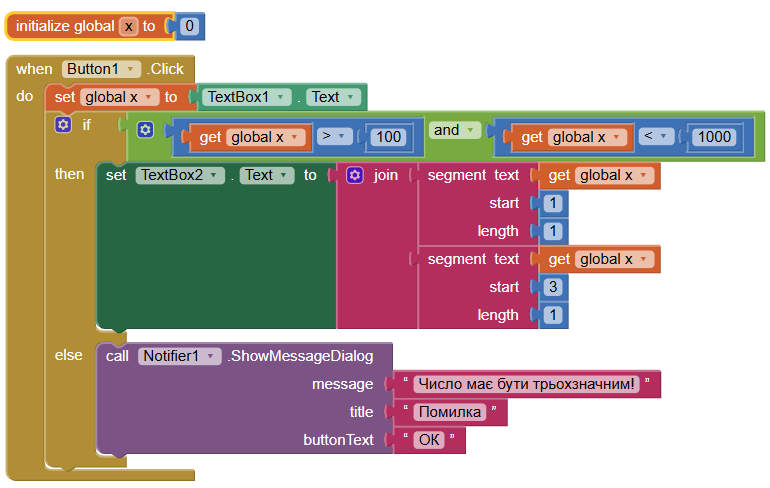 initialize global x to 0
when Button1 .Click
do set global x to TextBox1 . Text
if get global x > 100 and get global x < 1000
then set TextBox2 . Text to join segment text get global x
start 1
length 1
segment text get global x
start 3
length 1
else call Notifier1 .ShowMessageDialog
message “ Число має бути трьохзначним! ”
title “ Помилка ”
buttonText “ ОК ”